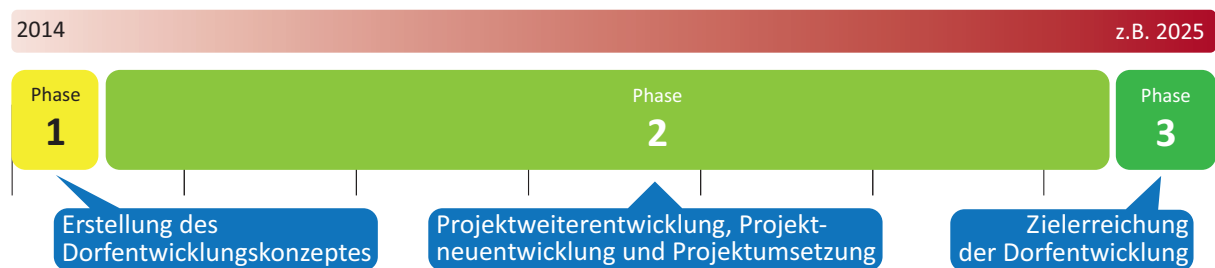 2014
z.B. 2025
Phase
1
Phase
2
Phase
3
Erstellung des
Dorfentwicklungskonzeptes
Projektweiterentwicklung, Projekt-
neuentwicklung und Projektumsetzung
Zielerreichung
der Dorfentwicklung